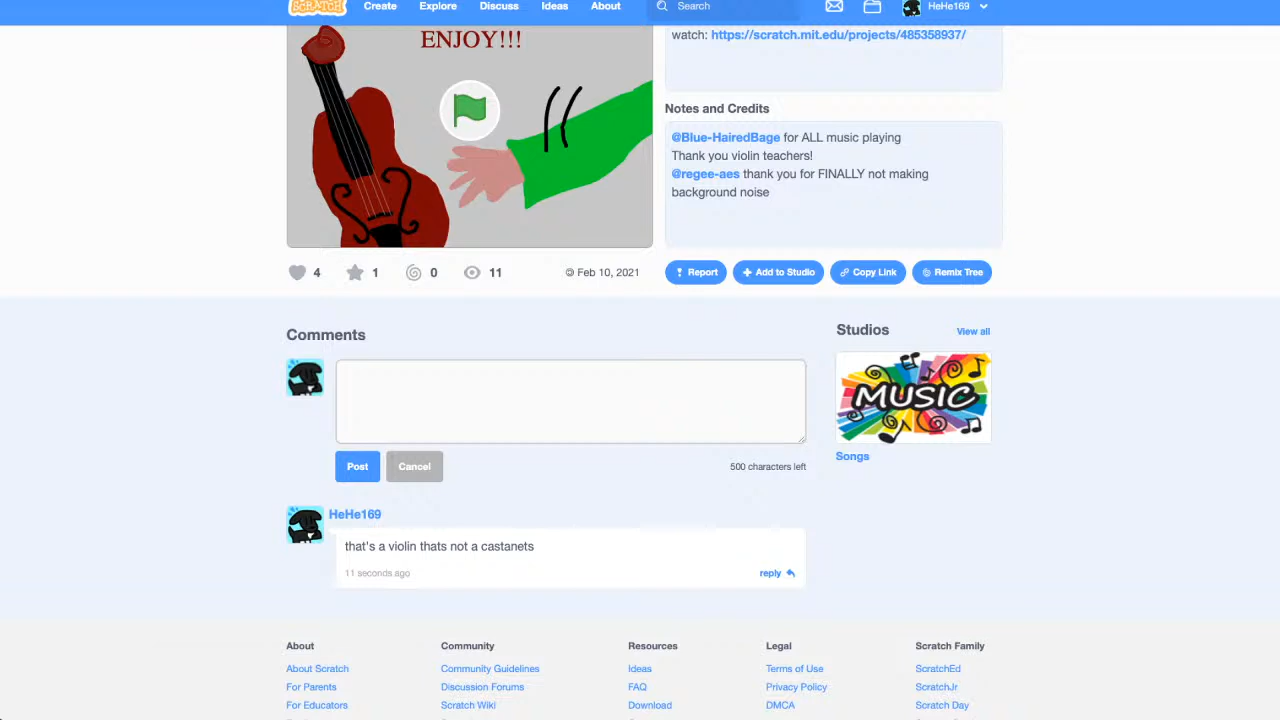 SCRATCH Create Explore Discuss Ideas About Search HeHe169
ENJOY!!!
watch: https://scratch.mit.edu/projects/485358937/
Notes and Credits
@Blue-HairedBage for ALL music playing
Thank you violin teachers!
@regee-aes thank you for FINALLY not making
background noise
4 1 0 11 © Feb 10, 2021 Report Add to Studio Copy Link Remix Tree
Comments
Post Cancel 500 characters left
HeHe169
that's a violin thats not a castanets
11 seconds ago reply
Studios View all
MUSIC
Songs
About Community Resources Legal Scratch Family
About Scratch Community Guidelines Ideas Terms of Use ScratchEd
For Parents Discussion Forums FAQ Privacy Policy ScratchJr
For Educators Scratch Wiki Download DMCA Scratch Day